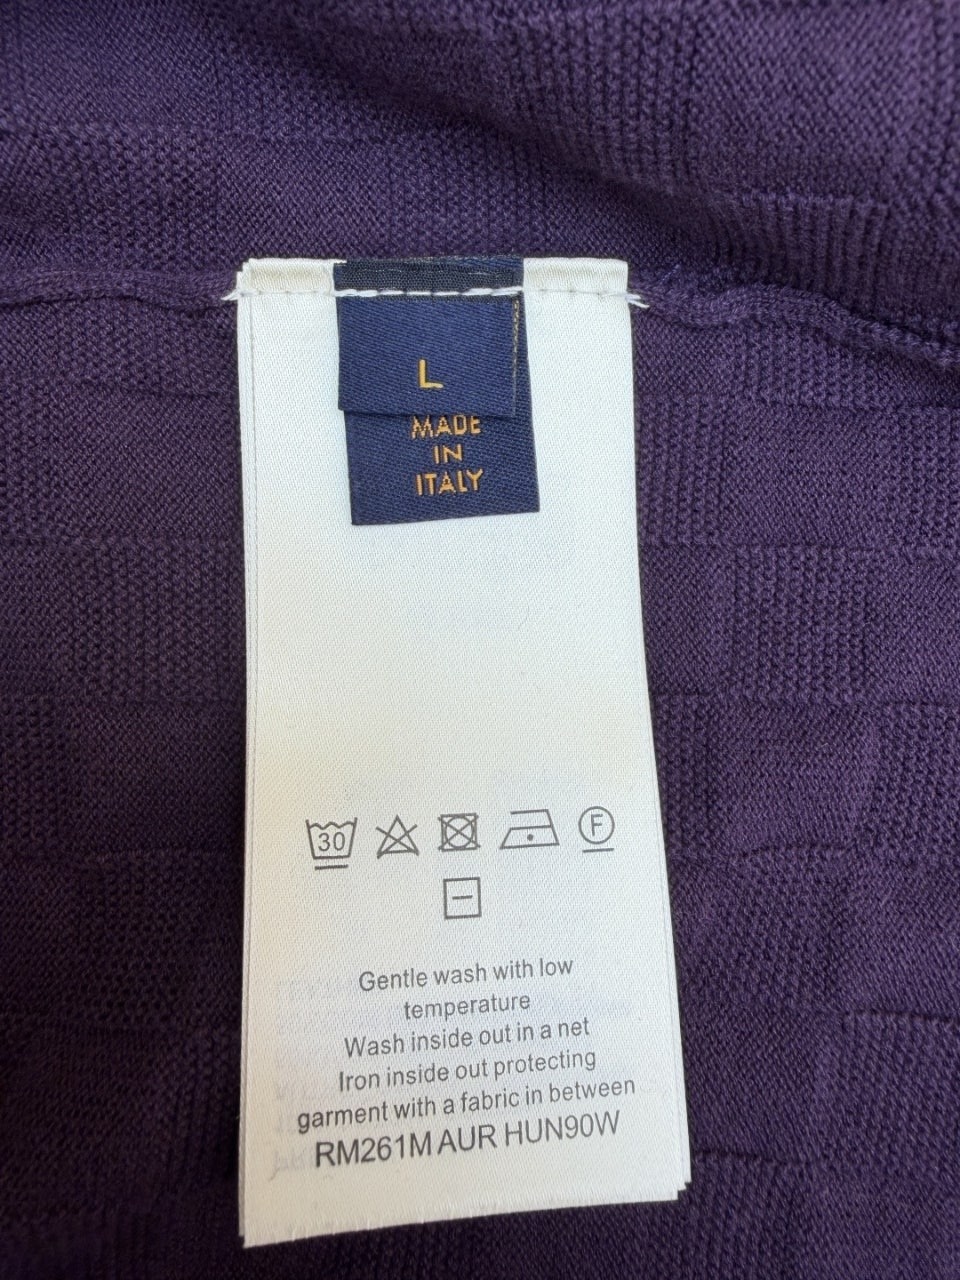 L
MADE
IN
ITALY
30
F
Gentle wash with low
temperature
Wash inside out in a net
Iron inside out protecting
garment with a fabric in between
RM261M AUR HUN90W